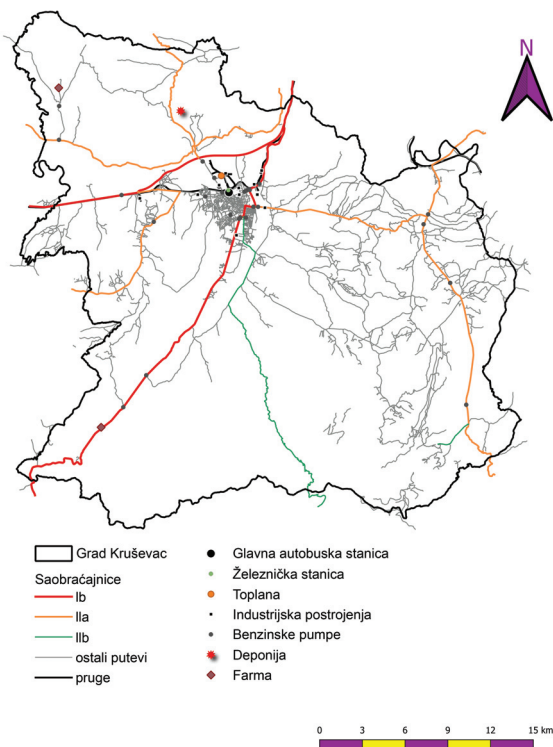 N
Grad Kruševac
Saobraćajnice
Ib
IIa
IIb
ostali putevi
pruge
Glavna autobuska stanica
Železnička stanica
Toplana
Industrijska postrojenja
Benzinske pumpe
Deponija
Farma
0 3 6 9 12 15 km